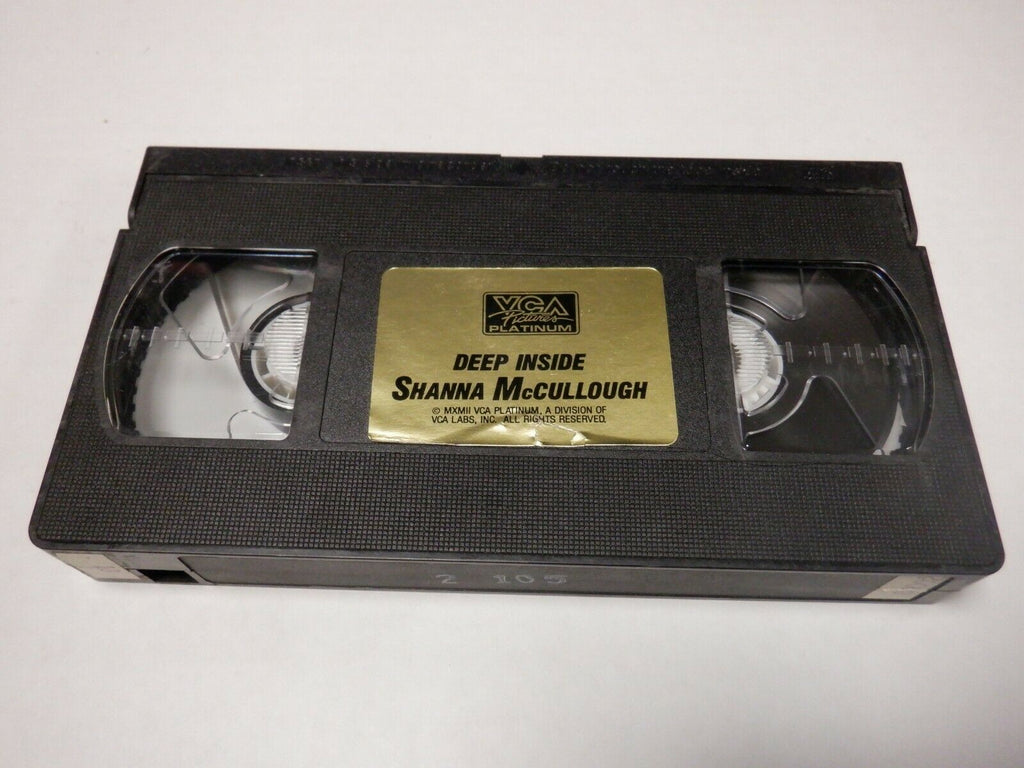 VCA
Pictures
PLATINUM
DEEP INSIDE
SHANNA MCCULLOUGH
© MXMII VCA PLATINUM, A DIVISION OF
VCA LABS, INC. ALL RIGHTS RESERVED.
2 105